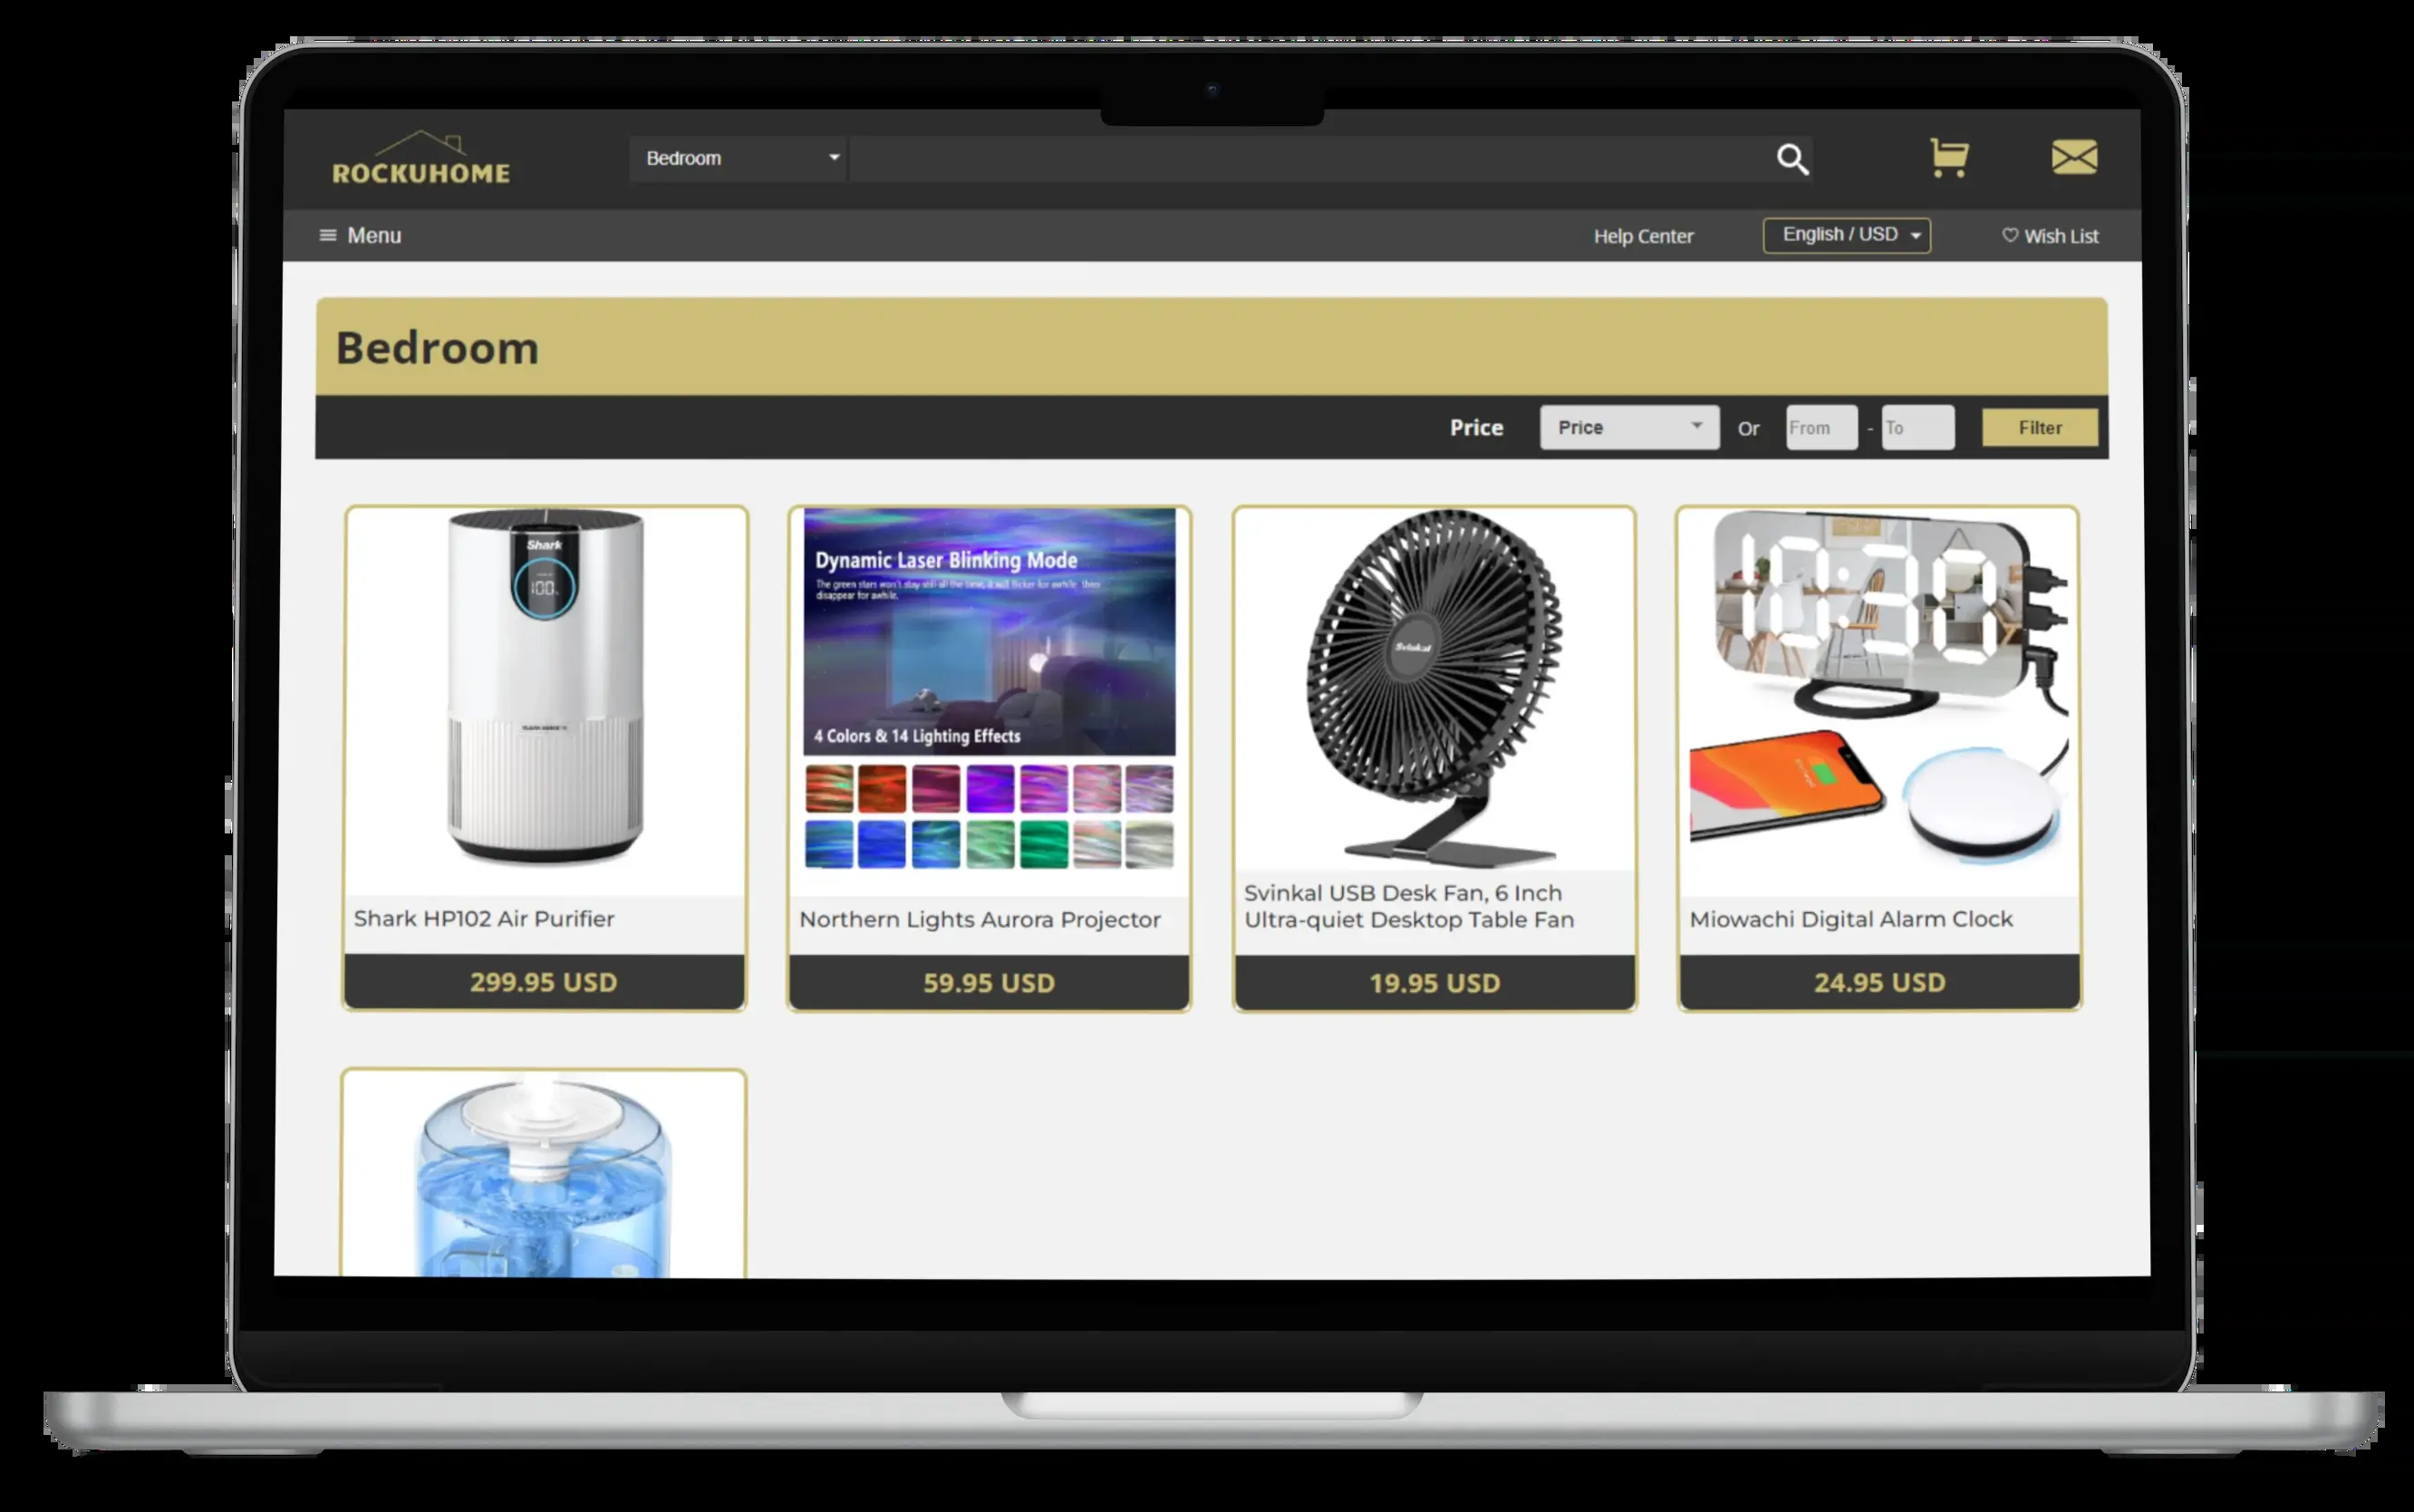 ROCKUHOME
Bedroom
Menu
Help Center
English / USD
Wish List
Bedroom
Price
Price
Or
From
-
To
Filter
Shark
100
Dynamic Laser Blinking Mode
The green stars won't stay still all the time, it will flicker for awhile, then
disappear for awhile.
4 Colors & 14 Lighting Effects
Svinkal
10:30
Shark HP102 Air Purifier
Northern Lights Aurora Projector
Svinkal USB Desk Fan, 6 Inch
Ultra-quiet Desktop Table Fan
Miowachi Digital Alarm Clock
299.95 USD
59.95 USD
19.95 USD
24.95 USD